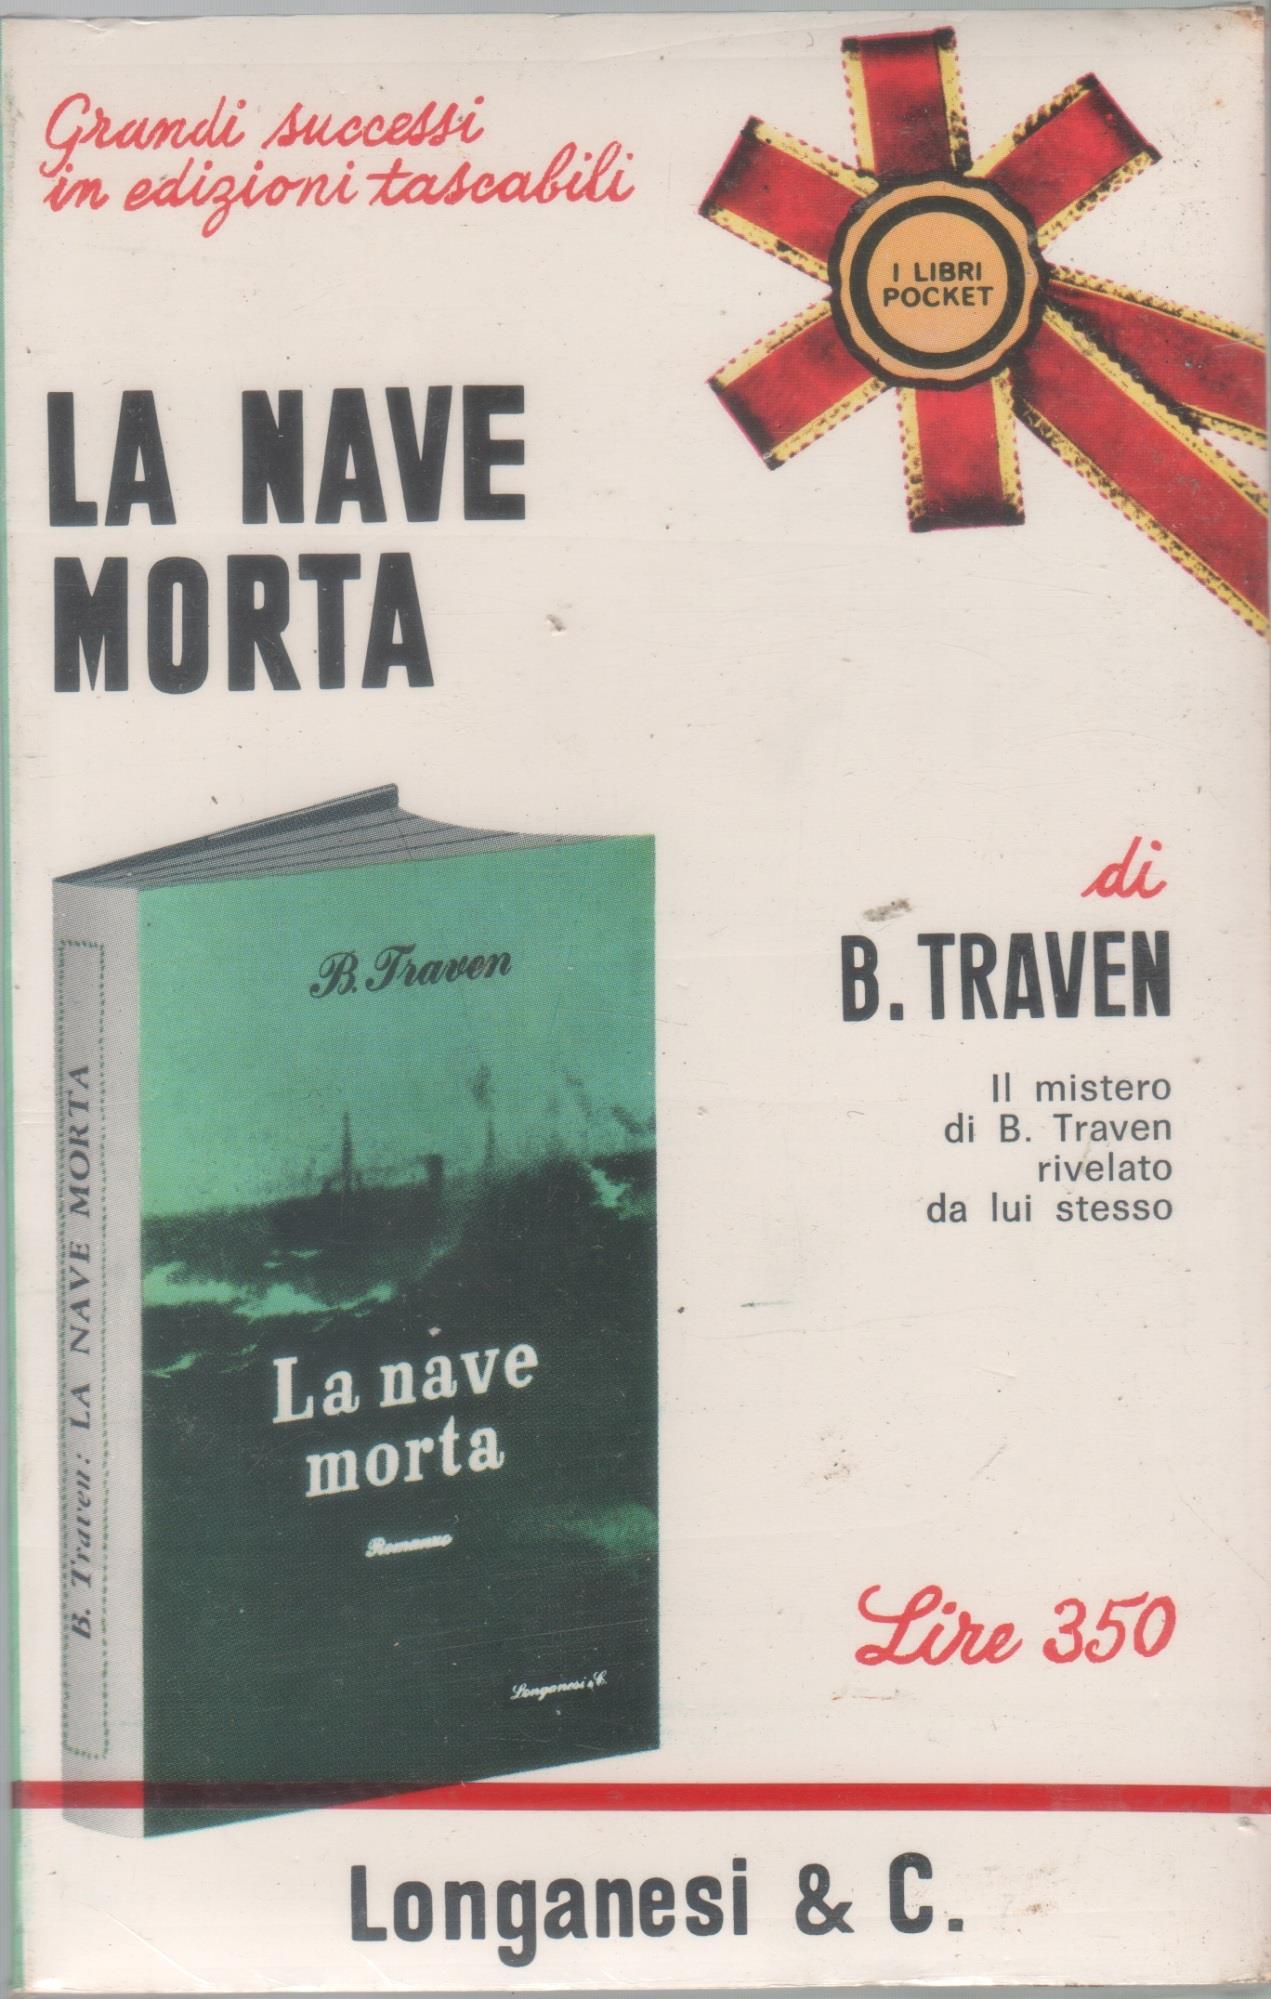 Grandi successi
in edizioni tascabili
I LIBRI
POCKET
LA NAVE
MORTA
di
B. TRAVEN
Il mistero
di B. Traven
rivelato
da lui stesso
B. Traven
La nave
morta
Romanzo
Longanesi & C.
B. Traven: LA NAVE MORTA
Lire 350
Longanesi & C.